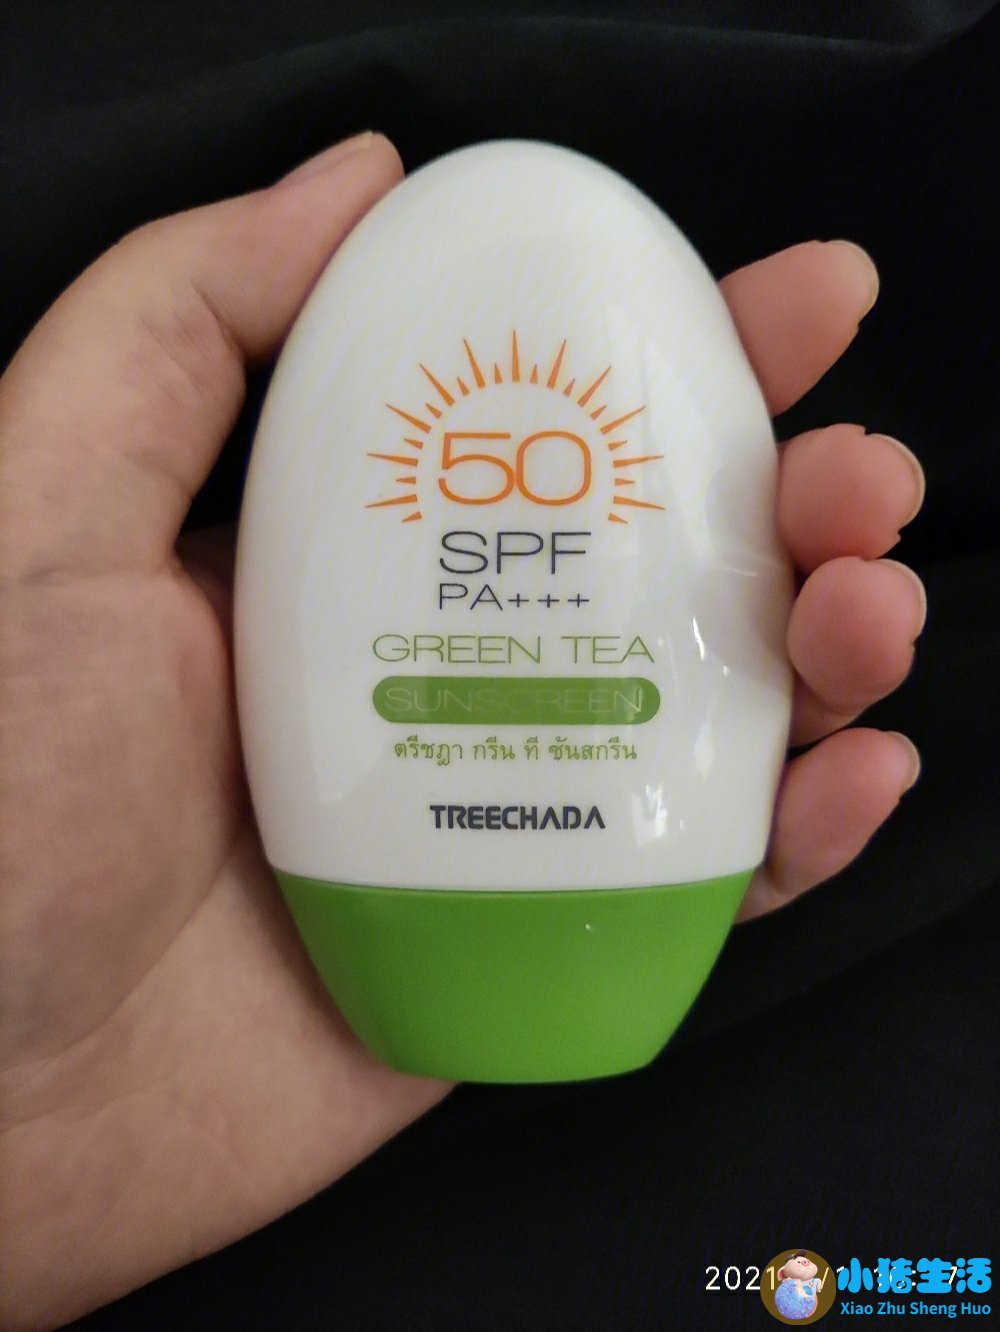 50
SPF
PA+++
GREEN TEA
SUNSCREEN
ตรีชฎา กรีน ที ซันสกรีน
TREECHADA
2021
小猪生活
Xiao Zhu Sheng Huo